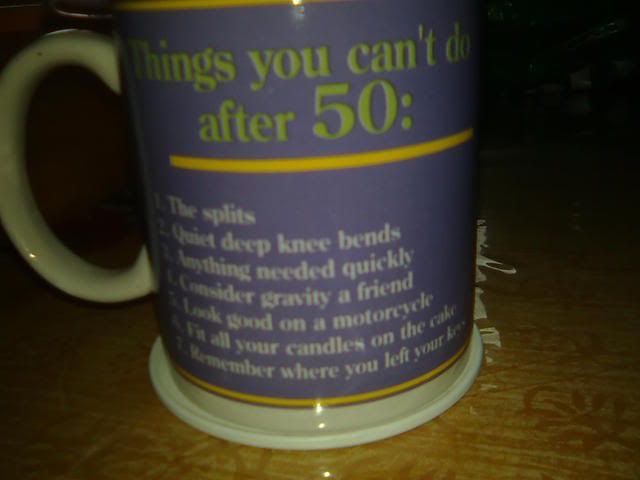 Things you can't do
after 50:
1. The splits
2. Quiet deep knee bends
3. Anything needed quickly
4. Consider gravity a friend
5. Look good on a motorcycle
6. Fit all your candles on the cake
7. Remember where you left your keys